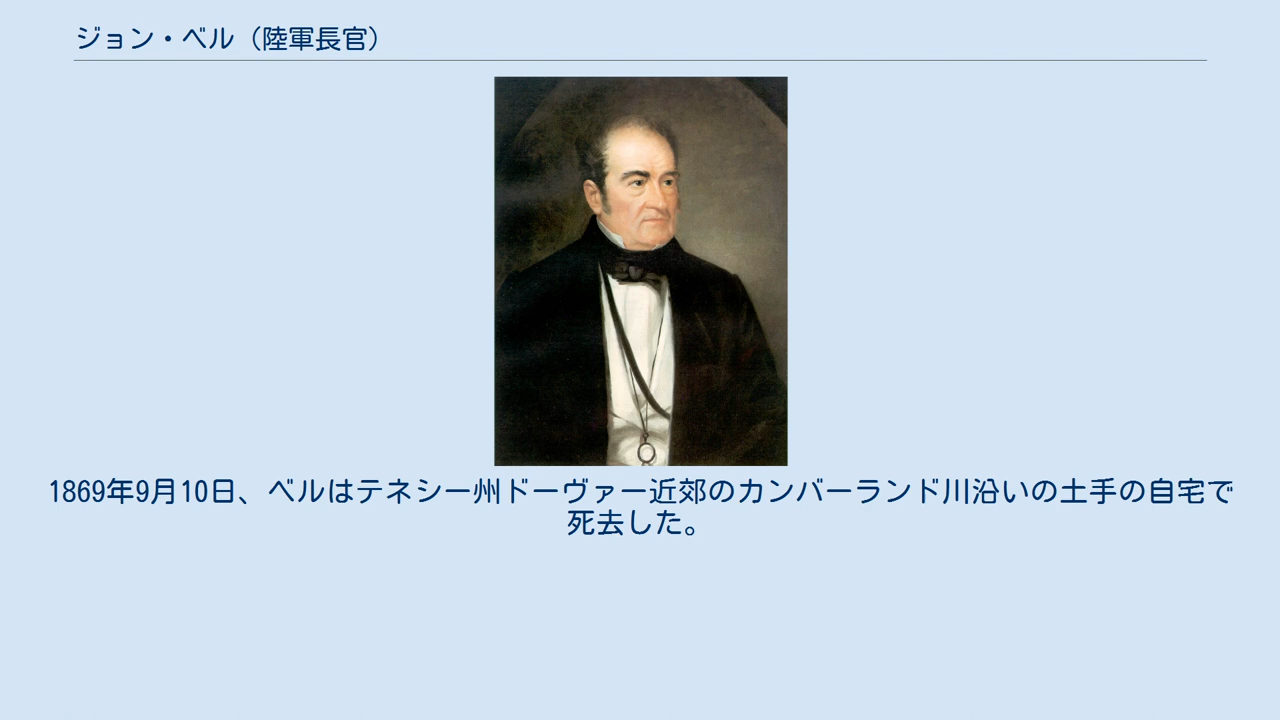 ジョン・ベル（陸軍長官）
1869年9月10日、ベルはテネシー州ドーヴァー近郊のカンバーランド川沿いの土手の自宅で
死去した。